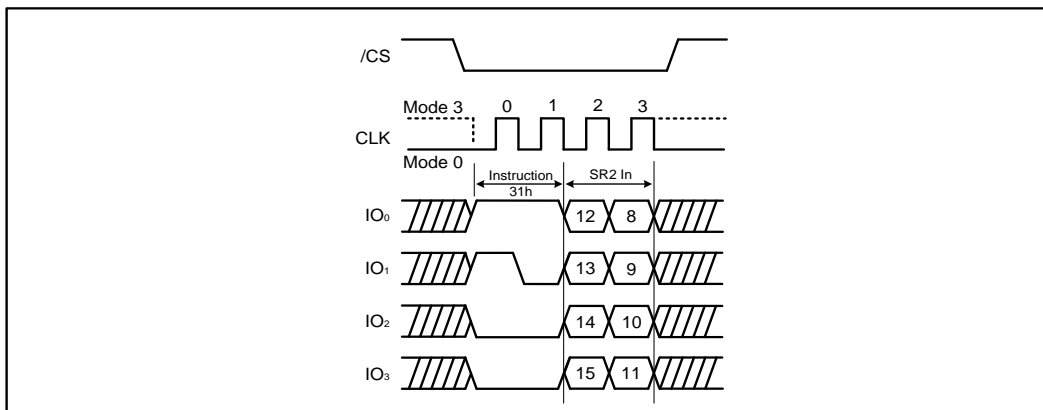 /CS
Mode 3 0 1 2 3
CLK
Mode 0
Instruction SR2 In
31h
IO0 12 8
IO1 13 9
IO2 14 10
IO3 15 11